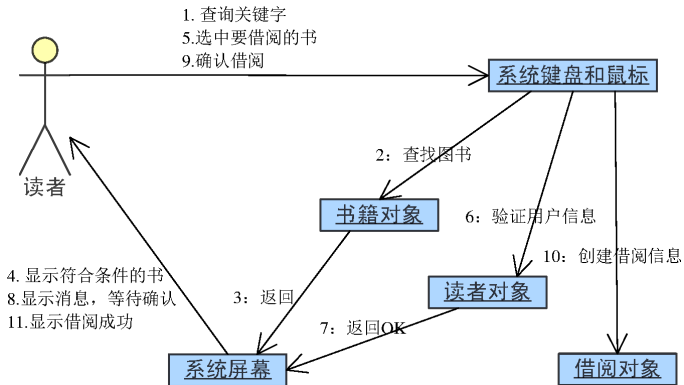 1. 查询关键字
5.选中要借阅的书
9.确认借阅
系统键盘和鼠标
2：查找图书
读者
书籍对象
6：验证用户信息
10：创建借阅信息
4. 显示符合条件的书
8.显示消息，等待确认
11.显示借阅成功
3：返回
读者对象
7：返回OK
系统屏幕
借阅对象